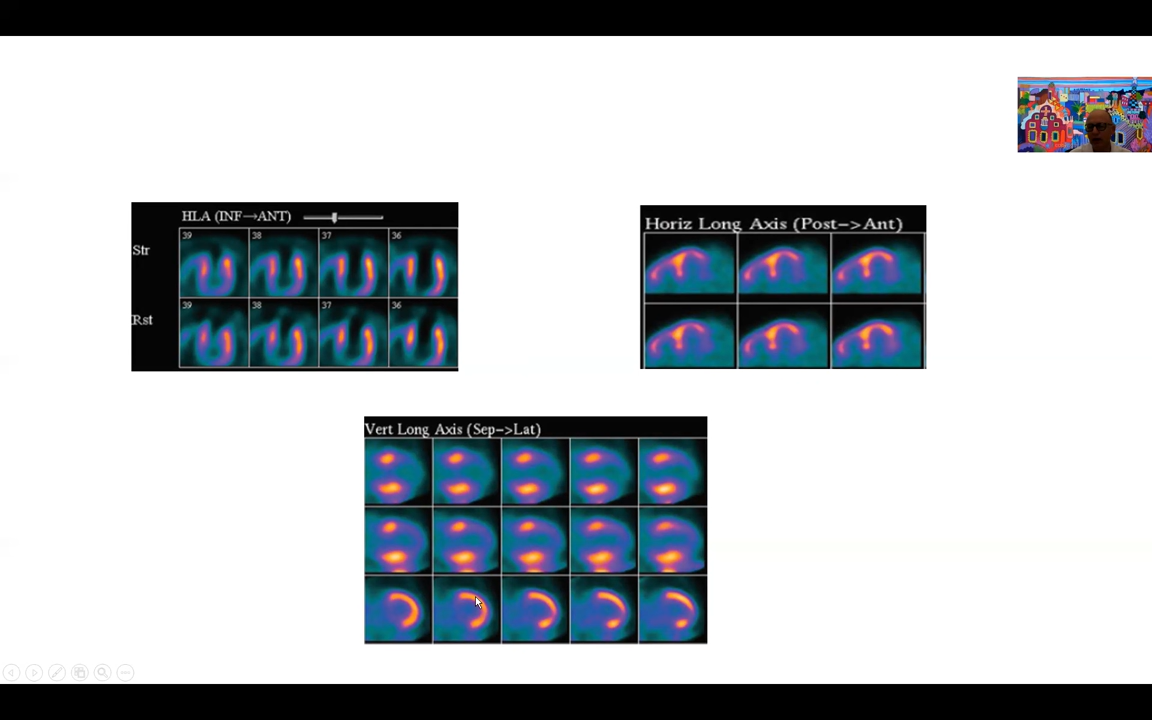 HLA (INF→ANT)
Str
39 38 37 36
Rst
39 38 37 36
Horiz Long Axis (Post->Ant)
Vert Long Axis (Sep->Lat)